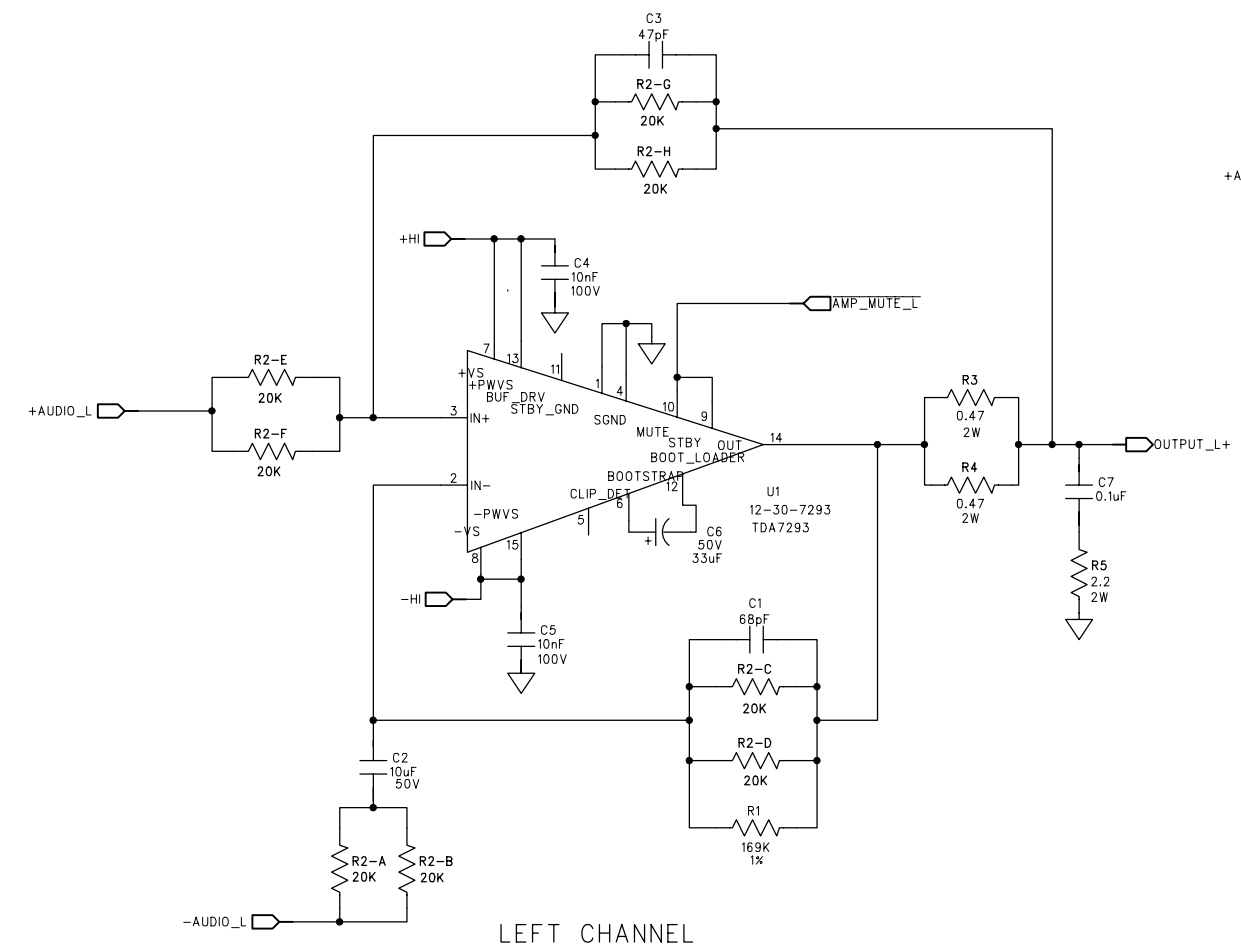 C3
47pF
R2-G
20K
R2-H
20K
+A
+HI
C4
10nF
100V
AMP_MUTE_L
7
13
11
1
4
10
9
+VS
+PWVS
BUF_DRV
STBY_GND
SGND
MUTE
STBY
OUT
14
BOOT_LOADER
BOOTSTRAP
12
CLIP_DET
6
5
-PWVS
-VS
15
8
R2-E
20K
R2-F
20K
+AUDIO_L
3
IN+
2
IN-
R3
0.47
2W
R4
0.47
2W
OUTPUT_L+
C7
0.1uF
R5
2.2
2W
U1
12-30-7293
TDA7293
+
C6
50V
33uF
-HI
C5
10nF
100V
C1
68pF
R2-C
20K
R2-D
20K
R1
169K
1%
C2
10uF
50V
R2-A
20K
R2-B
20K
-AUDIO_L
LEFT CHANNEL